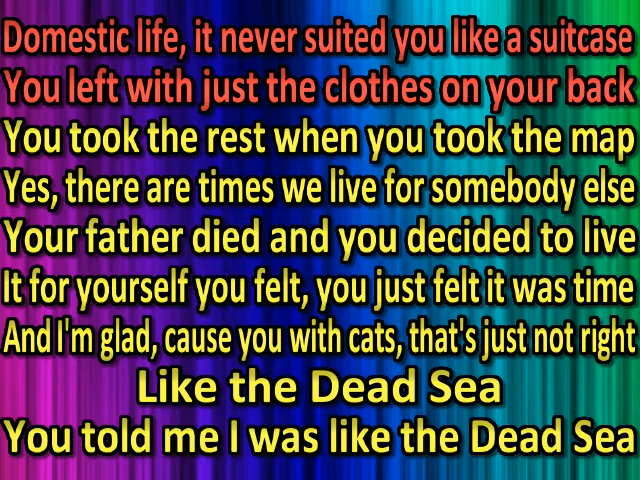 Domestic life, it never suited you like a suitcase
You left with just the clothes on your back
You took the rest when you took the map
Yes, there are times we live for somebody else
Your father died and you decided to live
It for yourself you felt, you just felt it was time
And I'm glad, cause you with cats, that's just not right
Like the Dead Sea
You told me I was like the Dead Sea